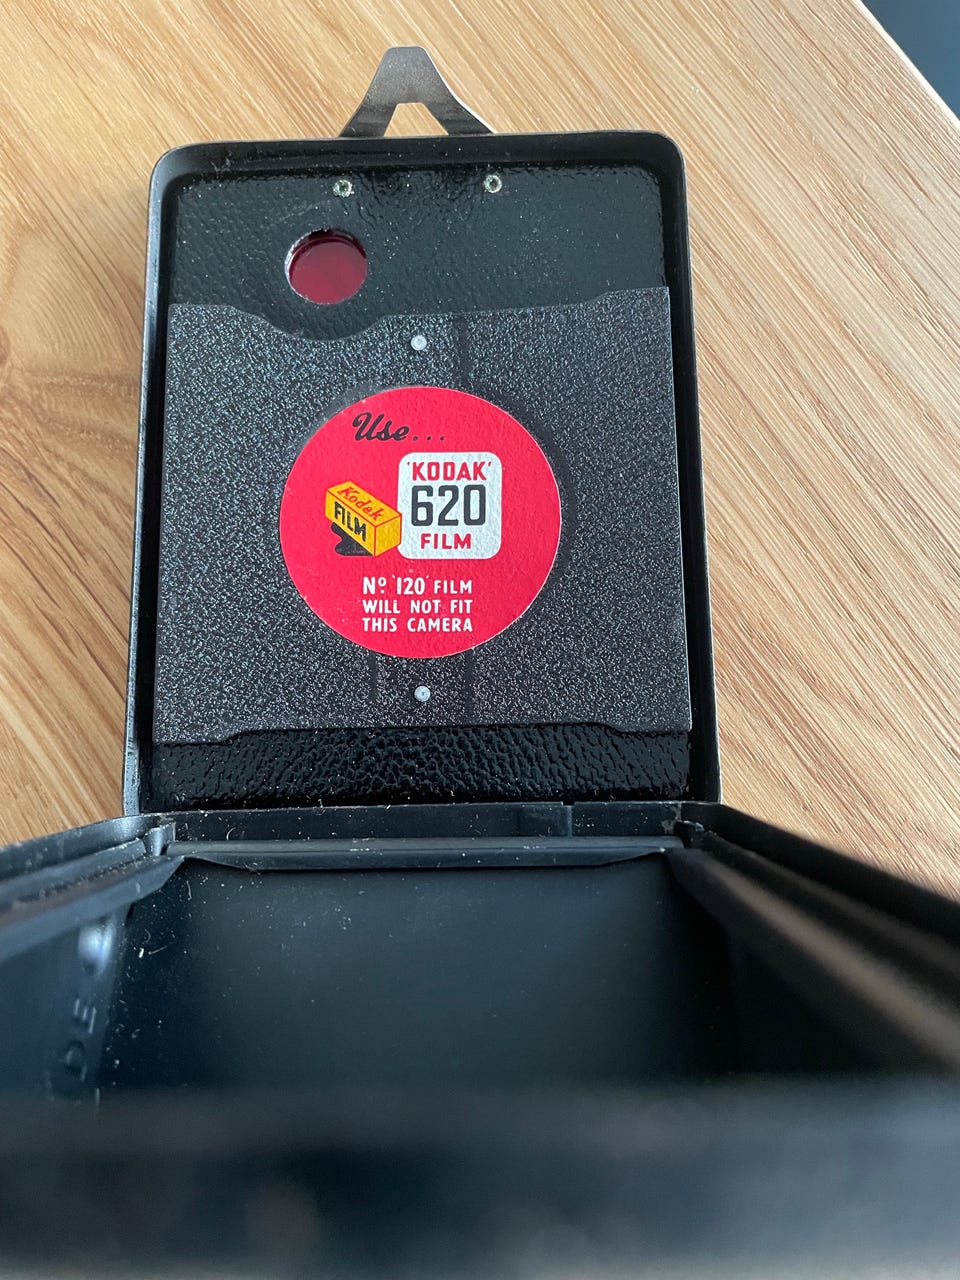 Use...
'KODAK'
620
FILM
Kodak
FILM
Nº '120' FILM
WILL NOT FIT
THIS CAMERA